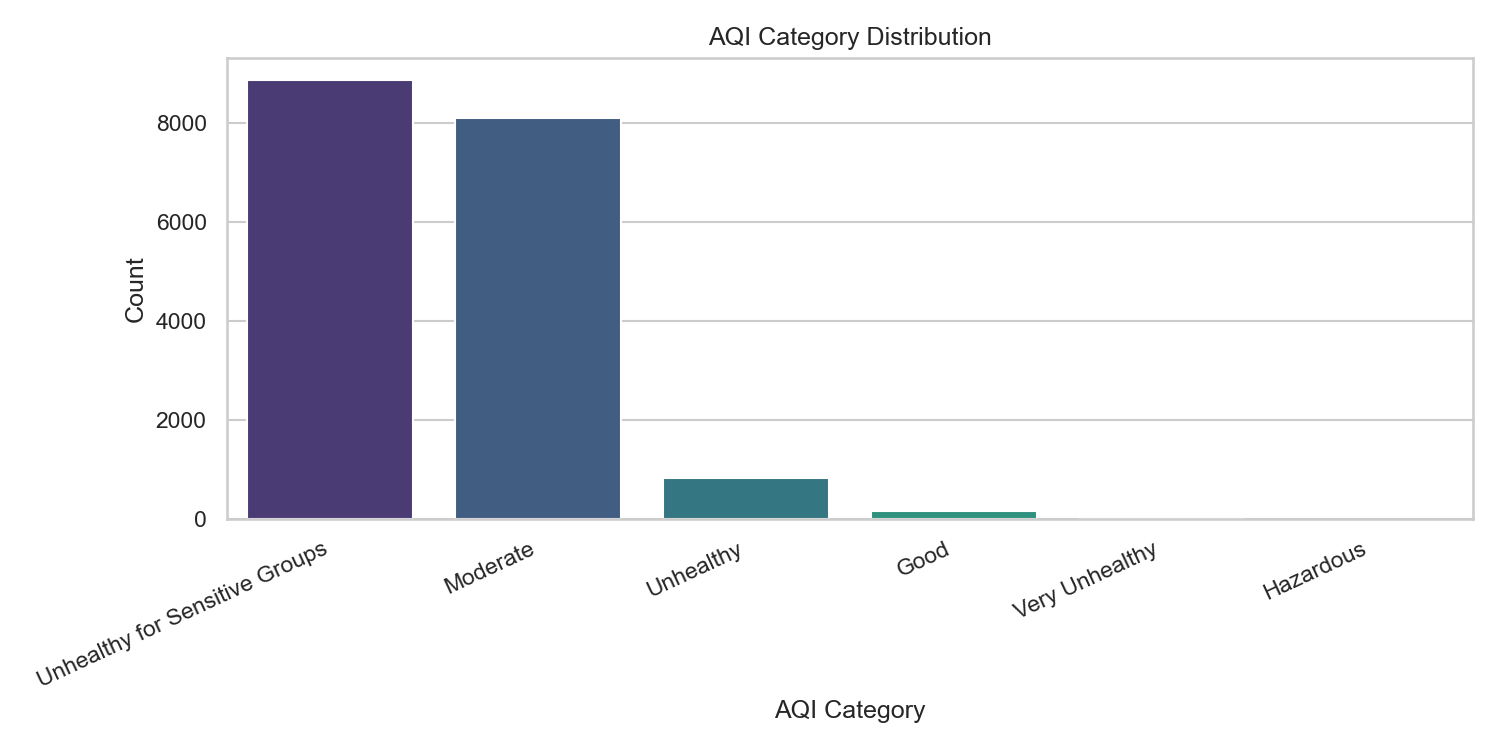 AQI Category Distribution
Count
8000
6000
4000
2000
0
Unhealthy for Sensitive Groups
Moderate
Unhealthy
Good
Very Unhealthy
Hazardous
AQI Category